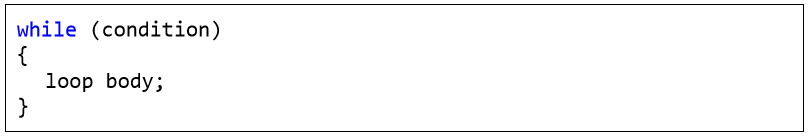 while (condition)
{
loop body;
}